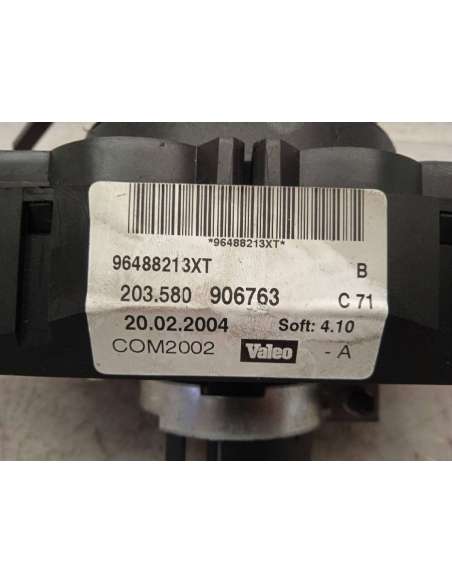 *96488213XT*
96488213XT B
203.580 906763 C 71
20.02.2004 Soft: 4.10
COM2002 Valeo - A